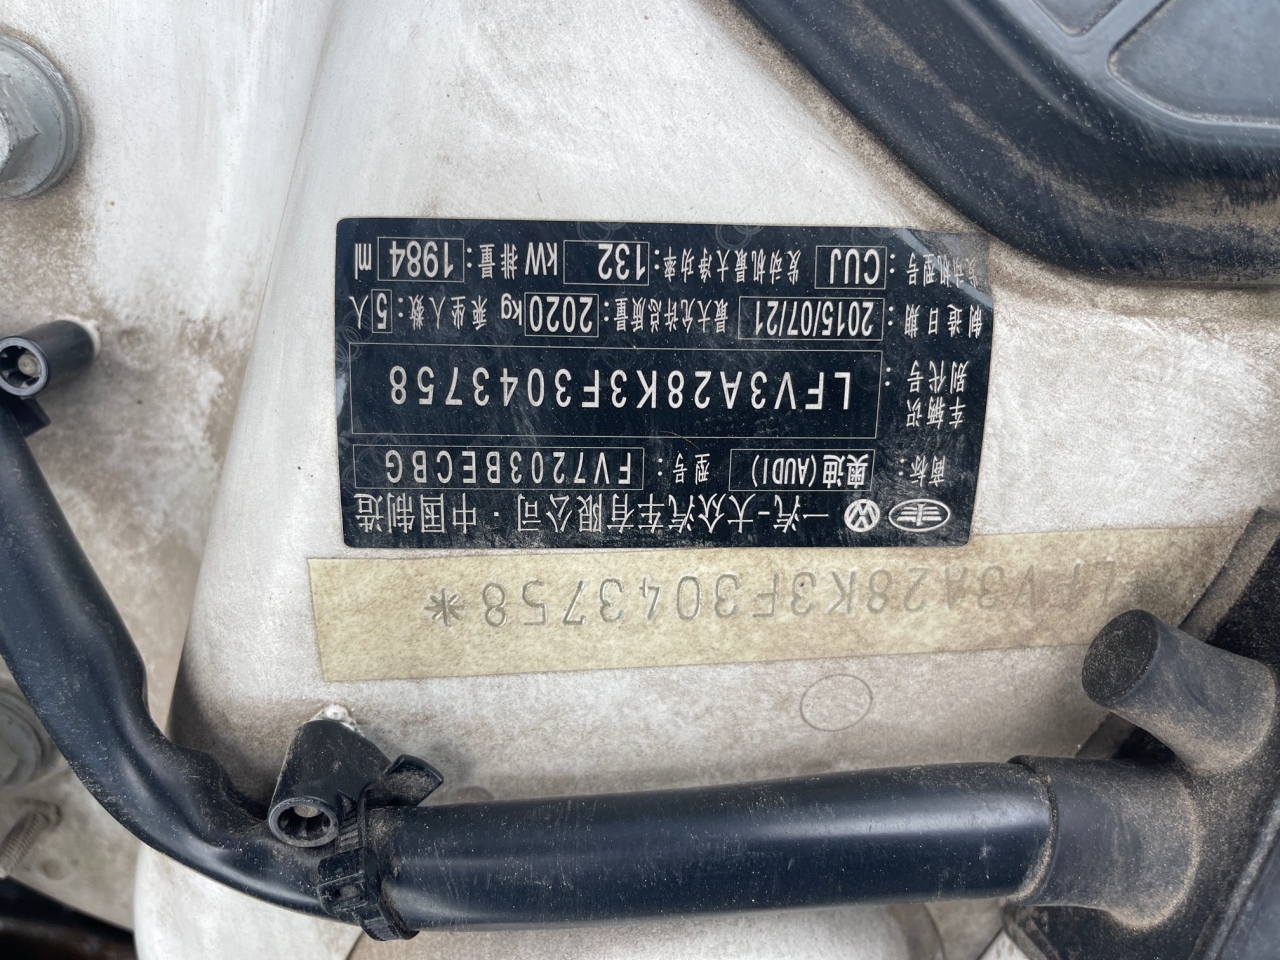 一汽-大众汽车有限公司·中国制造
商标： 奥迪(AUDI) 型号： FV7203BECBG
车辆识别代号： LFV3A28K3F3043758
制造日期： 2015/07/21 最大允许总质量： 2020 kg 乘坐人数： 5 人
发动机型号： CUJ 发动机最大净功率： 132 kW 排量： 1984 ml
LFV3A28K3F3043758*